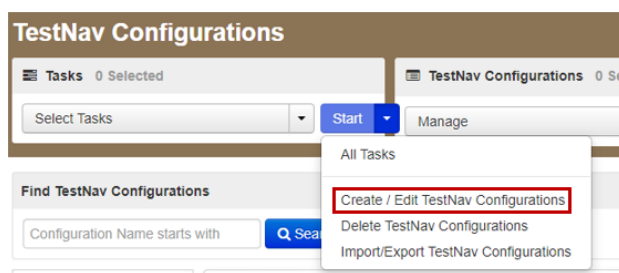 TestNav Configurations
Tasks 0 Selected
TestNav Configurations 0
Select Tasks
Start
Manage
All Tasks
Create / Edit TestNav Configurations
Delete TestNav Configurations
Import/Export TestNav Configurations
Find TestNav Configurations
Configuration Name starts with